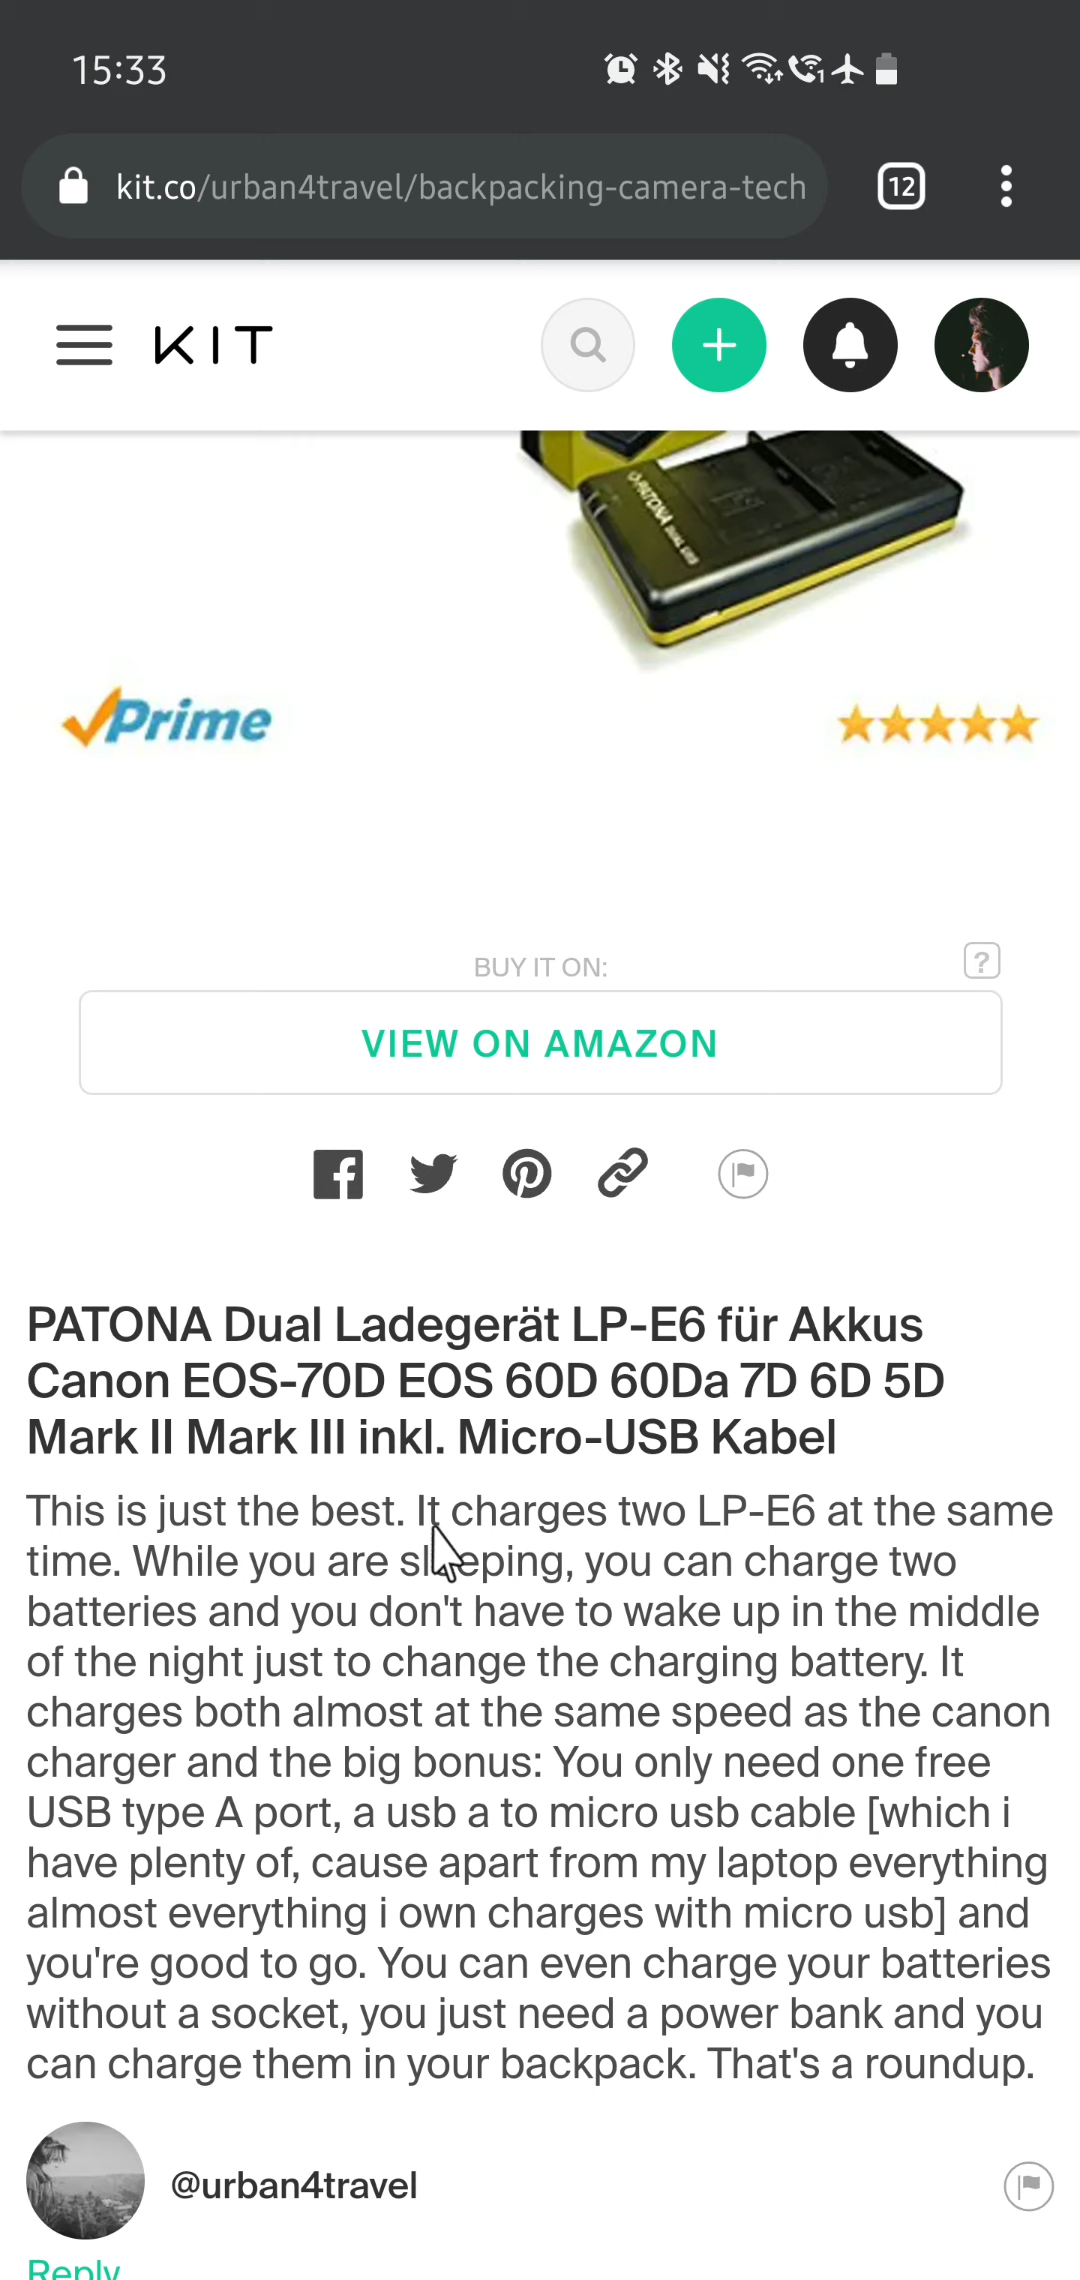 15:33
1
kit.co/urban4travel/backpacking-camera-tech
12
KIT
PATONA DUAL USB
Prime
BUY IT ON:
?
VIEW ON AMAZON
PATONA Dual Ladegerät LP-E6 für Akkus
Canon EOS-70D EOS 60D 60Da 7D 6D 5D
Mark II Mark III inkl. Micro-USB Kabel
This is just the best. It charges two LP-E6 at the same
time. While you are sleeping, you can charge two
batteries and you don't have to wake up in the middle
of the night just to change the charging battery. It
charges both almost at the same speed as the canon
charger and the big bonus: You only need one free
USB type A port, a usb a to micro usb cable [which i
have plenty of, cause apart from my laptop everything
almost everything i own charges with micro usb] and
you're good to go. You can even charge your batteries
without a socket, you just need a power bank and you
can charge them in your backpack. That's a roundup.
@urban4travel
Reply